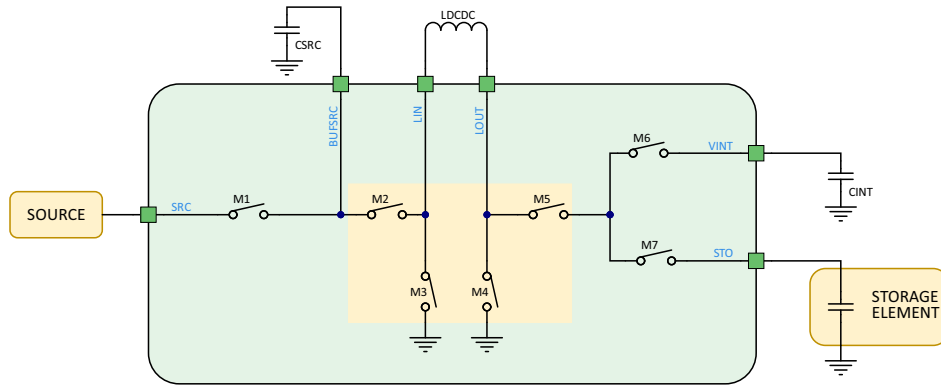 LDCDC
CSRC
BUFSRC
LIN
LOUT
M6
VINT
CINT
SOURCE
SRC
M1
M2
M5
M7
STO
M3
M4
STORAGE
ELEMENT